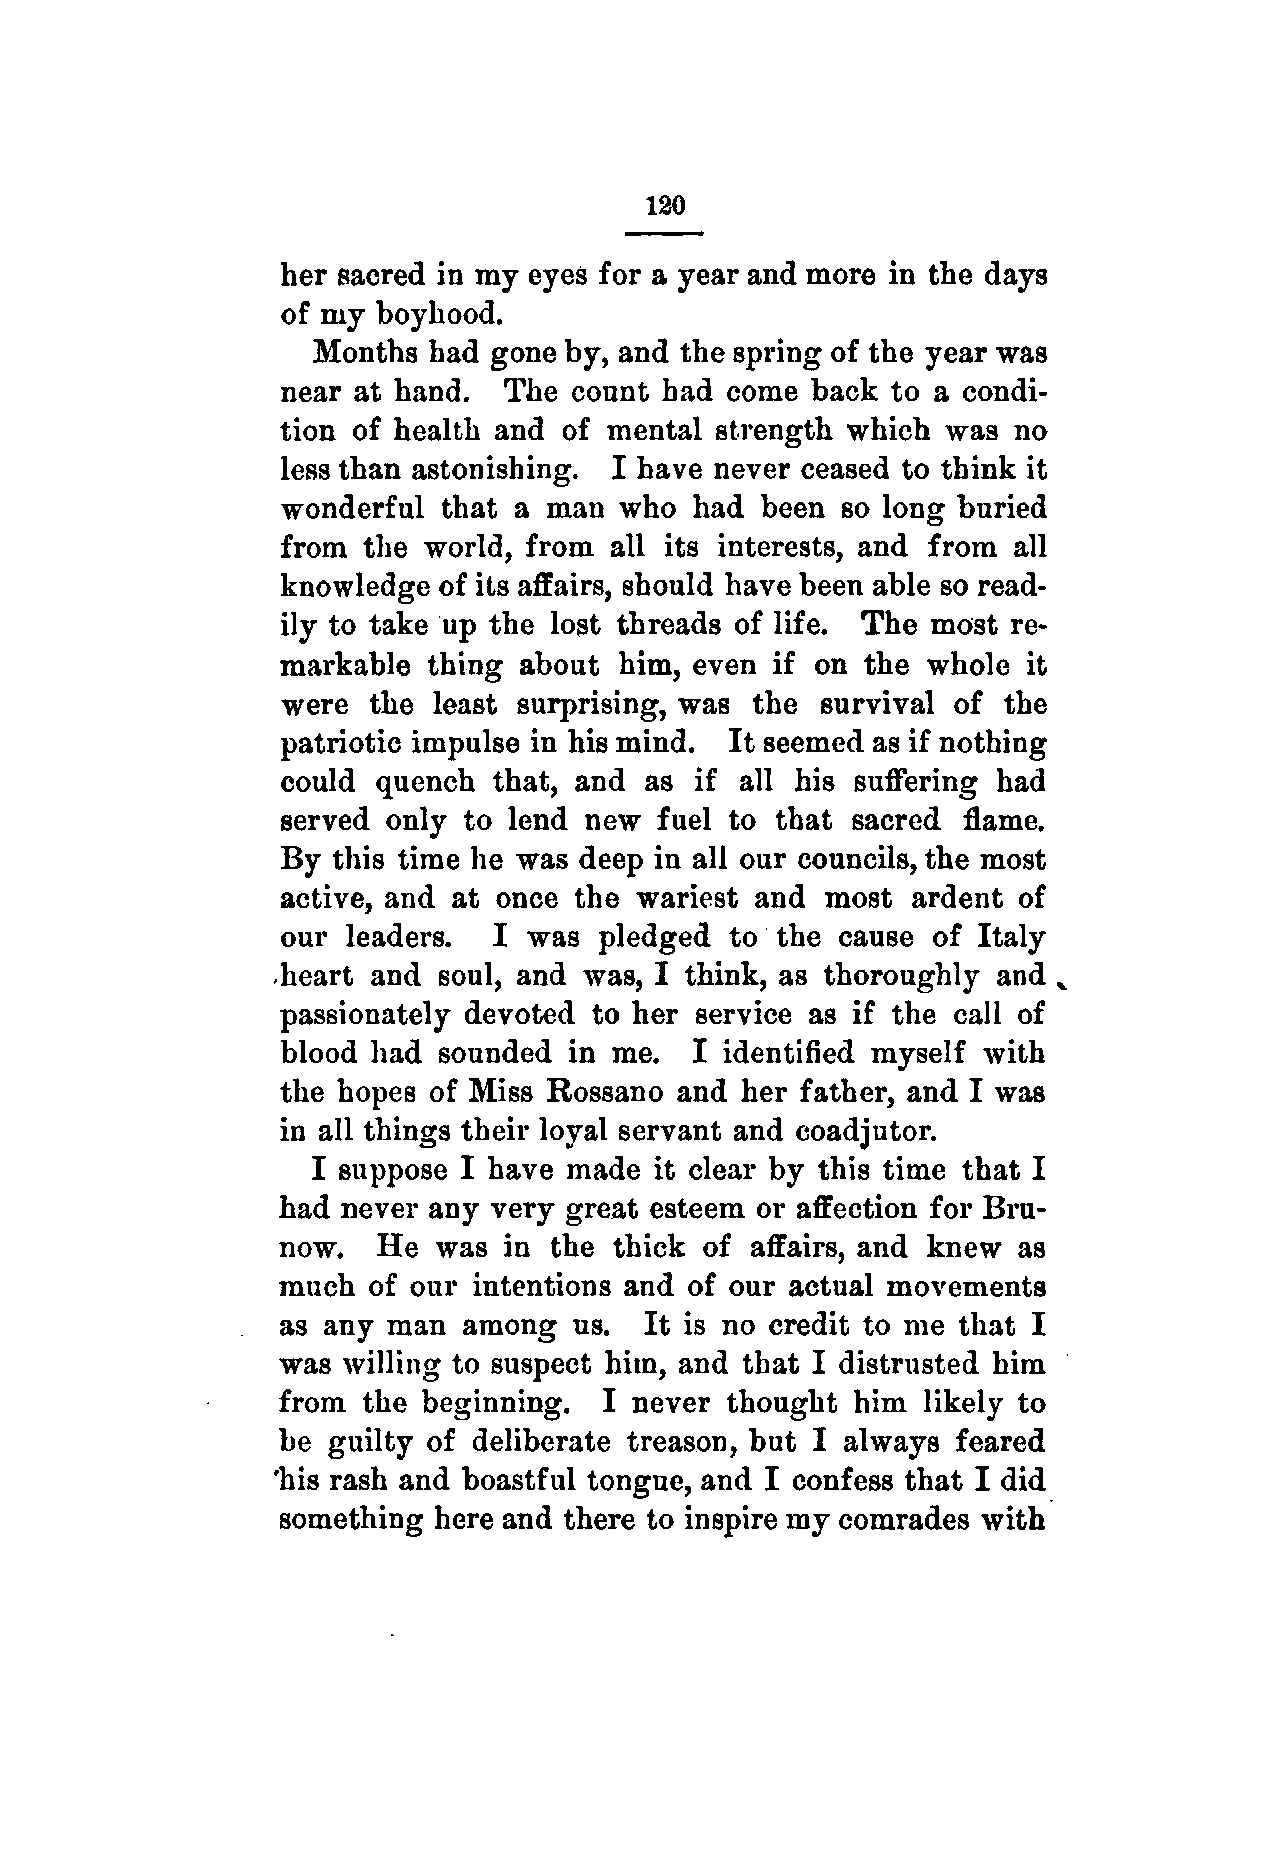 120
her sacred in my eyes for a year and more in the days
of my boyhood.
Months had gone by, and the spring of the year was
near at hand. The count had come back to a condi-
tion of health and of mental strength which was no
less than astonishing. I have never ceased to think it
wonderful that a man who had been so long buried
from the world, from all its interests, and from all
knowledge of its affairs, should have been able so read-
ily to take up the lost threads of life. The most re-
markable thing about him, even if on the whole it
were the least surprising, was the survival of the
patriotic impulse in his mind. It seemed as if nothing
could quench that, and as if all his suffering had
served only to lend new fuel to that sacred flame.
By this time he was deep in all our councils, the most
active, and at once the wariest and most ardent of
our leaders. I was pledged to the cause of Italy
heart and soul, and was, I think, as thoroughly and
passionately devoted to her service as if the call of
blood had sounded in me. I identified myself with
the hopes of Miss Rossano and her father, and I was
in all things their loyal servant and coadjutor.
I suppose I have made it clear by this time that I
had never any very great esteem or affection for Bru-
now. He was in the thick of affairs, and knew as
much of our intentions and of our actual movements
as any man among us. It is no credit to me that I
was willing to suspect him, and that I distrusted him
from the beginning. I never thought him likely to
be guilty of deliberate treason, but I always feared
his rash and boastful tongue, and I confess that I did
something here and there to inspire my comrades with